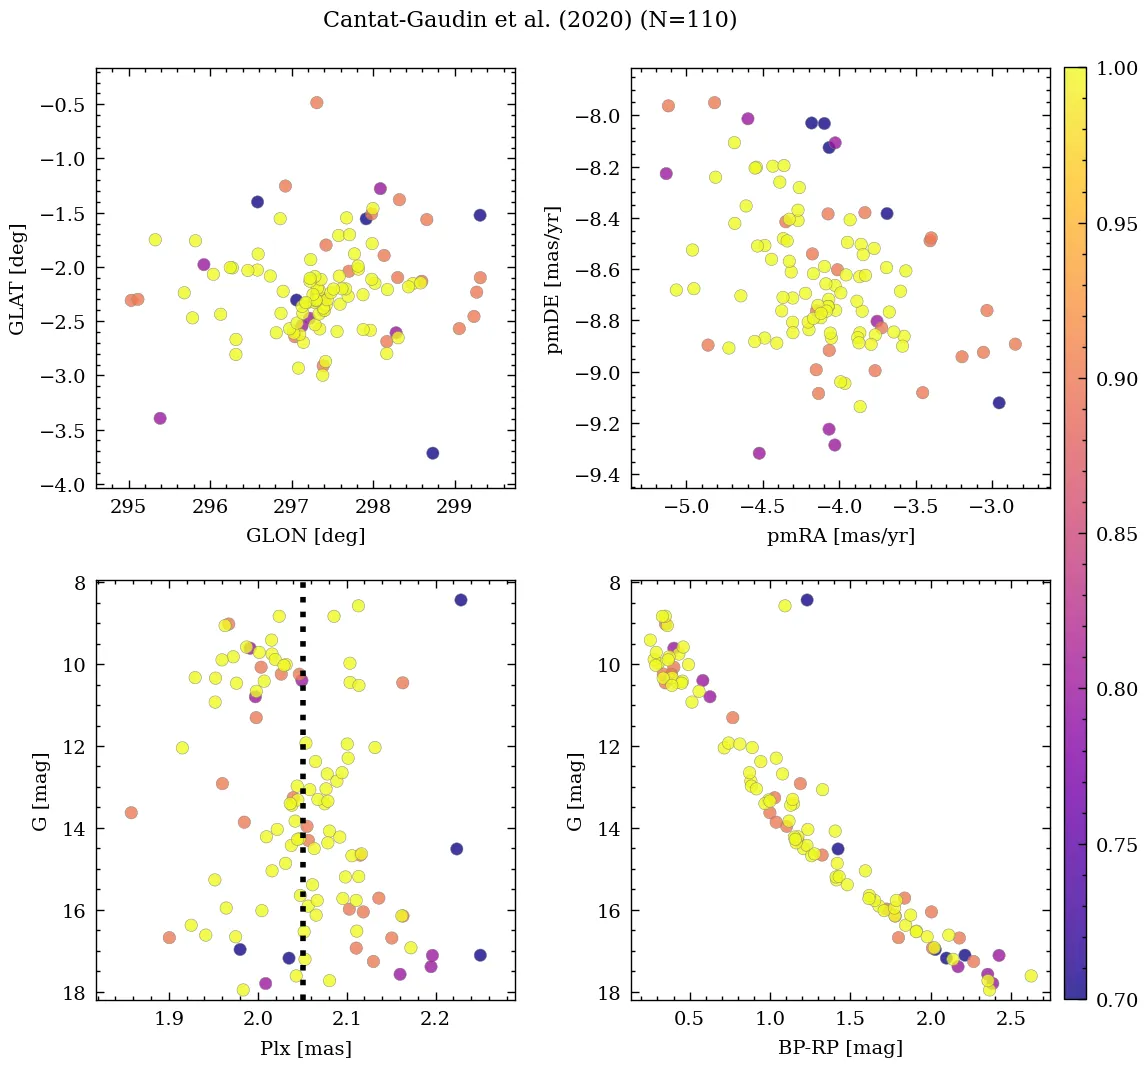 Cantat-Gaudin et al. (2020) (N=110)
−0.5
−1.0
−1.5
−2.0
−2.5
−3.0
−3.5
−4.0
GLAT [deg]
295 296 297 298 299
GLON [deg]
−8.0
−8.2
−8.4
−8.6
−8.8
−9.0
−9.2
−9.4
pmDE [mas/yr]
−5.0 −4.5 −4.0 −3.5 −3.0
pmRA [mas/yr]
8
10
12
14
16
18
G [mag]
1.9 2.0 2.1 2.2
Plx [mas]
8
10
12
14
16
18
G [mag]
0.5 1.0 1.5 2.0 2.5
BP-RP [mag]
1.00
0.95
0.90
0.85
0.80
0.75
0.70